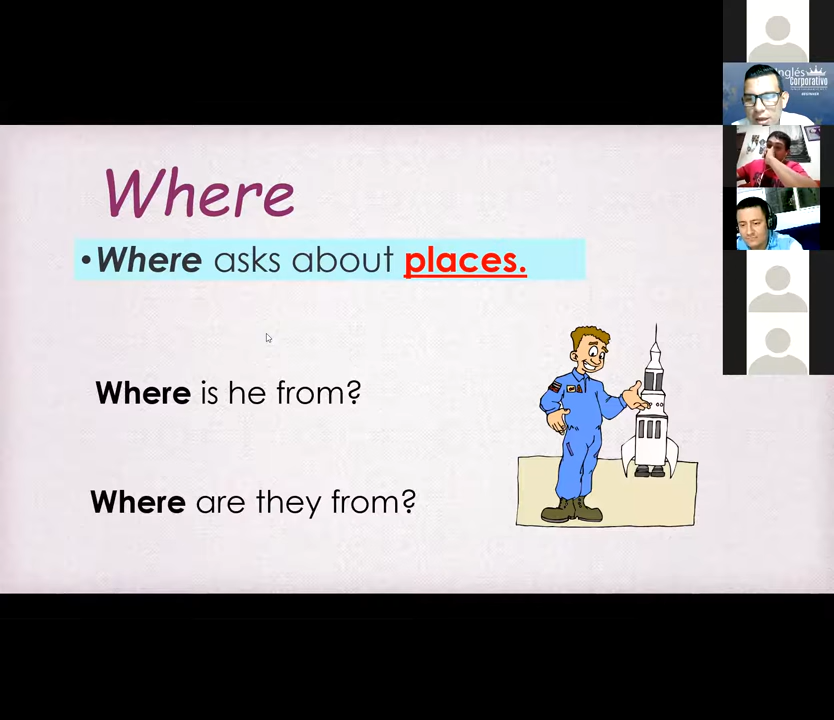 Where
•Where asks about places.
Where is he from?
Where are they from?
Inglés
Corporativo